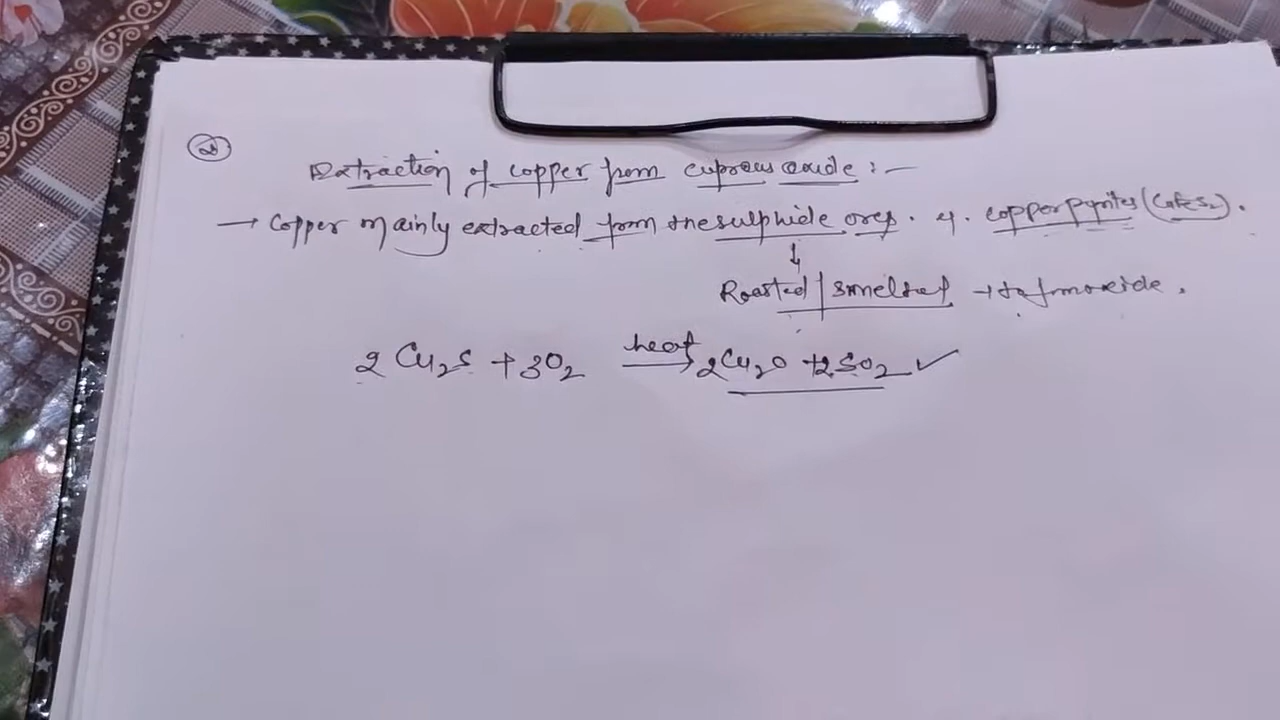 ② Extraction of copper from cuprous oxide :-
→ Copper mainly extracted from the sulphide ores. eg. copper pyrites (CuFeS₂).
↓
Roasted / smelted → to form oxide.
2Cu₂S + 3O₂ heat → 2Cu₂O + 2SO₂ ✓